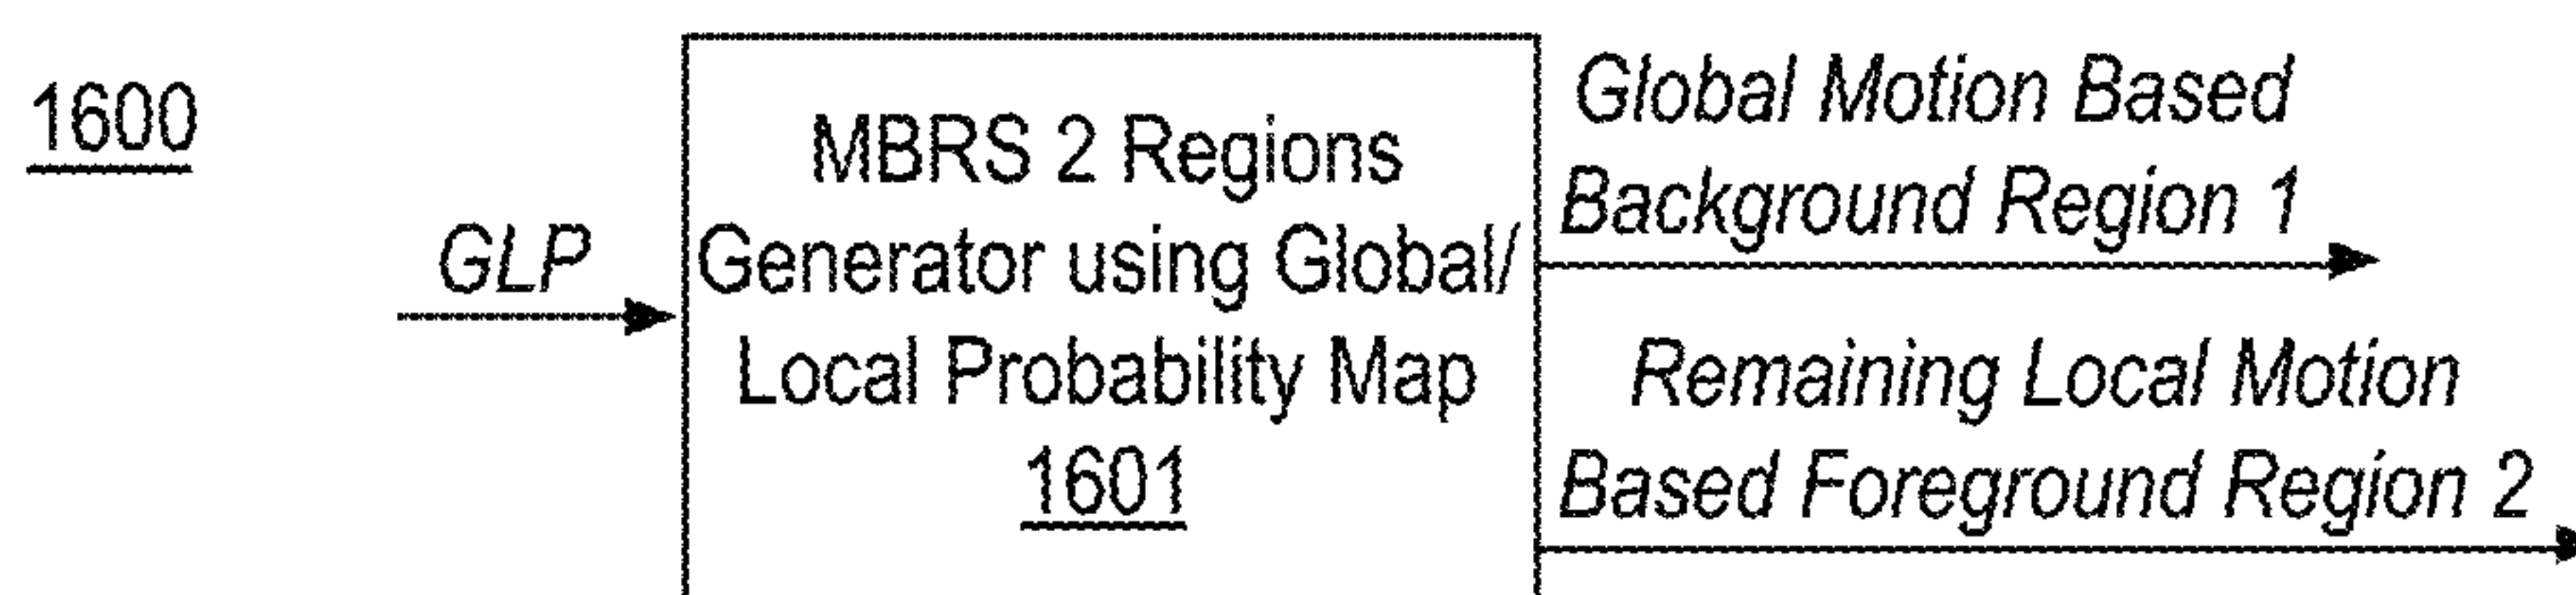 1600
GLP
MBRS 2 Regions
Generator using Global/
Local Probability Map
1601
Global Motion Based
Background Region 1
Remaining Local Motion
Based Foreground Region 2